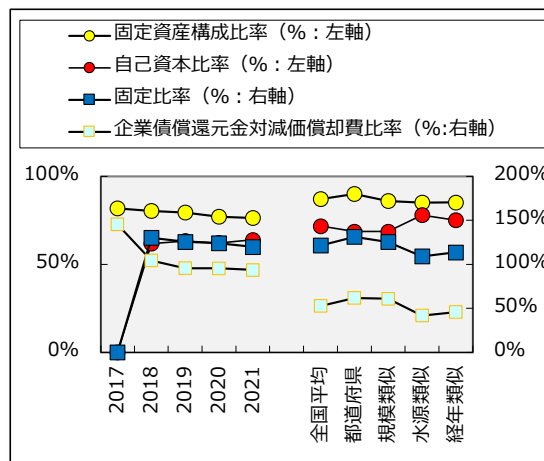 固定資産構成比率（%：左軸）
自己資本比率（%：左軸）
固定比率（%：右軸）
企業債償還元金対減価償却費比率（%:右軸）
100%
50%
0%
200%
150%
100%
50%
0%
2017
2018
2019
2020
2021
全国平均
都道府県
規模類似
水源類似
経年類似